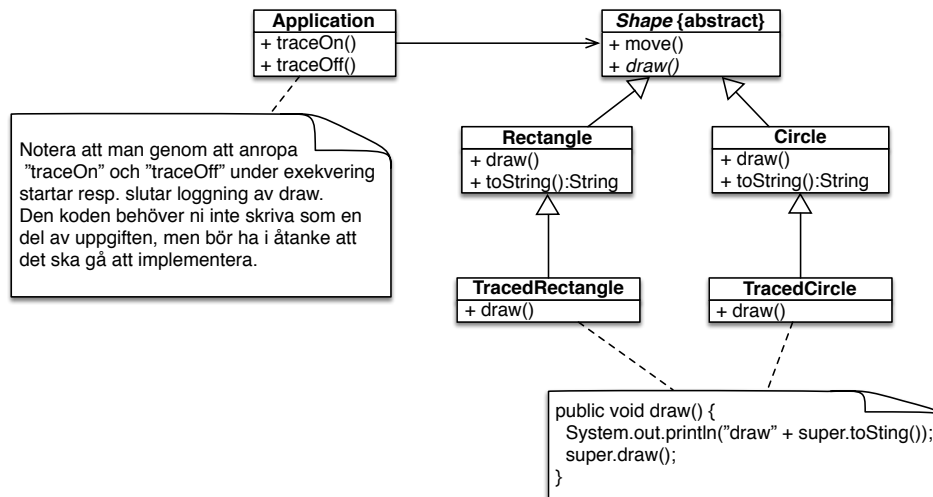 Application
+ traceOn()
+ traceOff()
Shape {abstract}
+ move()
+ draw()
Notera att man genom att anropa
”traceOn” och ”traceOff” under exekvering
startar resp. slutar loggning av draw.
Den koden behöver ni inte skriva som en
del av uppgiften, men bör ha i åtanke att
det ska gå att implementera.
Rectangle
+ draw()
+ toString():String
Circle
+ draw()
+ toString():String
TracedRectangle
+ draw()
TracedCircle
+ draw()
public void draw() {
System.out.println(”draw” + super.toSting());
super.draw();
}